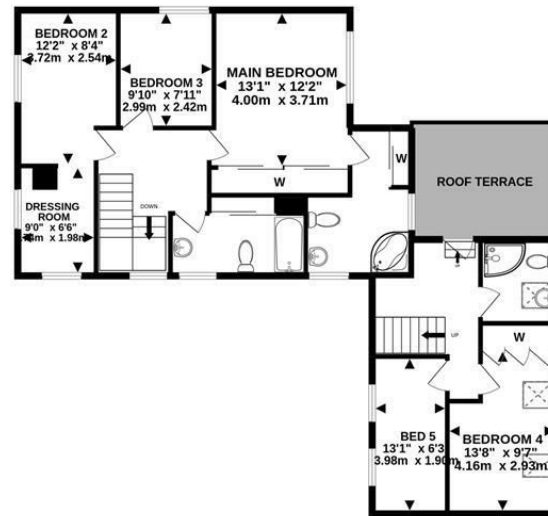 BEDROOM 2
12'2" x 8'4"
3.72m x 2.54m
BEDROOM 3
9'10" x 7'11"
2.99m x 2.42m
MAIN BEDROOM
13'1" x 12'2"
4.00m x 3.71m
W
W
ROOF TERRACE
DRESSING
ROOM
9'0" x 6'6"
x 1.98m
DOWN
UP
W
BED 5
13'1" x 6'3
3.98m x 1.90m
BEDROOM 4
13'8" x 9'7"
4.16m x 2.93m